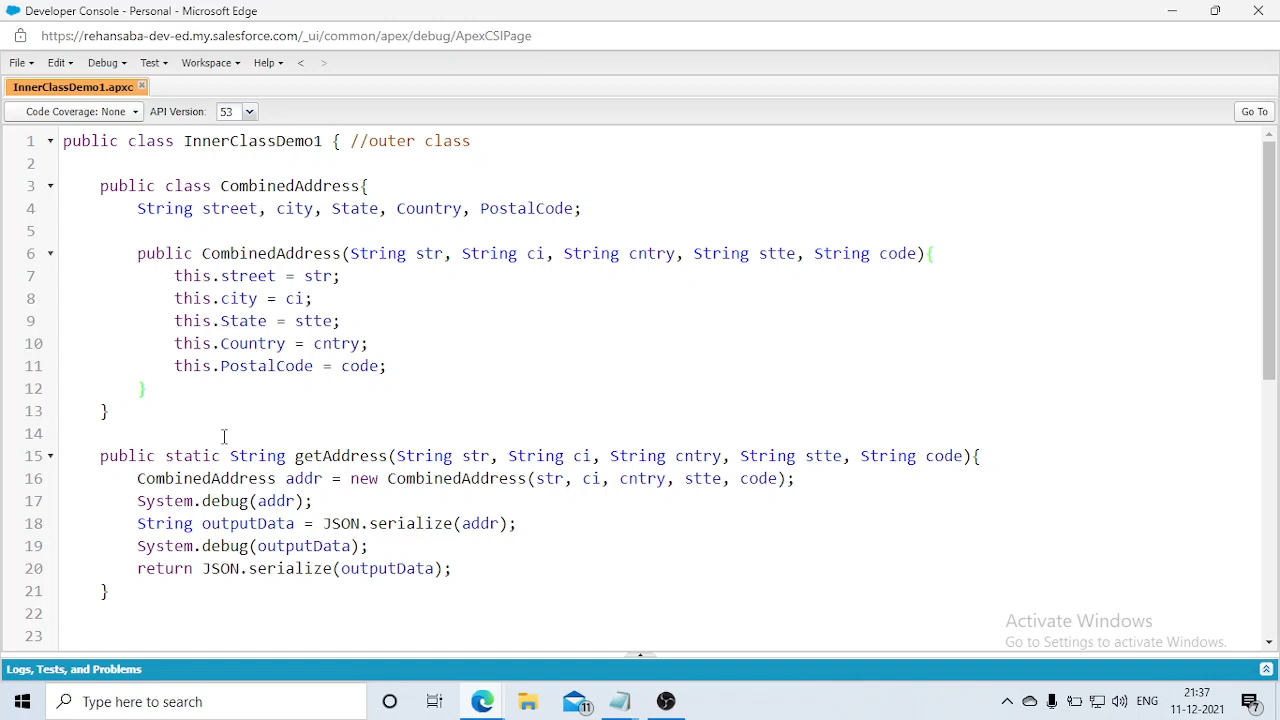 Developer Console - Personal - Microsoft Edge
https://rehansaba-dev-ed.my.salesforce.com/_ui/common/apex/debug/ApexCSIPage
File Edit Debug Test Workspace Help < >
InnerClassDemo1.apxc
Code Coverage: None API Version: 53 Go To
1 public class InnerClassDemo1 { //outer class
2
3 public class CombinedAddress{
4 String street, city, State, Country, PostalCode;
5
6 public CombinedAddress(String str, String ci, String cntry, String stte, String code){
7 this.street = str;
8 this.city = ci;
9 this.State = stte;
10 this.Country = cntry;
11 this.PostalCode = code;
12 }
13 }
14
15 public static String getAddress(String str, String ci, String cntry, String stte, String code){
16 CombinedAddress addr = new CombinedAddress(str, ci, cntry, stte, code);
17 System.debug(addr);
18 String outputData = JSON.serialize(addr);
19 System.debug(outputData);
20 return JSON.serialize(outputData);
21 }
22
23
Activate Windows
Go to Settings to activate Windows.
Logs, Tests, and Problems
Type here to search
11
ENG
21:37
11-12-2021
7